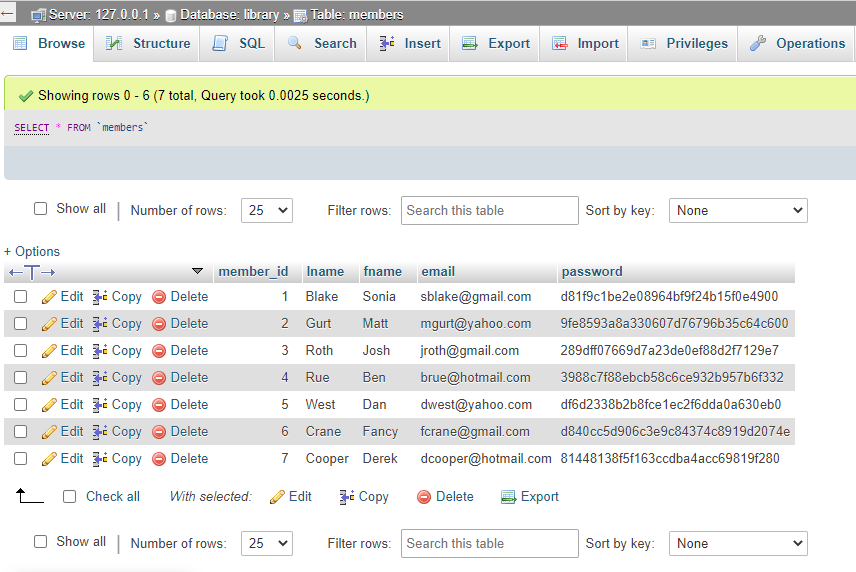 Server: 127.0.0.1 » Database: library » Table: members
Browse Structure SQL Search Insert Export Import Privileges Operations
Showing rows 0 - 6 (7 total, Query took 0.0025 seconds.)
SELECT * FROM `members`
Show all Number of rows: 25 Filter rows: Search this table Sort by key: None
+ Options
←T→ member_id lname fname email password
Edit Copy Delete 1 Blake Sonia sblake@gmail.com d81f9c1be2e08964bf9f24b15f0e4900
Edit Copy Delete 2 Gurt Matt mgurt@yahoo.com 9fe8593a8a330607d76796b35c64c600
Edit Copy Delete 3 Roth Josh jroth@gmail.com 289dff07669d7a23de0ef88d2f7129e7
Edit Copy Delete 4 Rue Ben brue@hotmail.com 3988c7f88ebcb58c6ce932b957b6f332
Edit Copy Delete 5 West Dan dwest@yahoo.com df6d2338b2b8fce1ec2f6dda0a630eb0
Edit Copy Delete 6 Crane Fancy fcrane@gmail.com d840cc5d906c3e9c84374c8919d2074e
Edit Copy Delete 7 Cooper Derek dcooper@hotmail.com 81448138f5f163ccdba4acc69819f280
Check all With selected: Edit Copy Delete Export
Show all Number of rows: 25 Filter rows: Search this table Sort by key: None